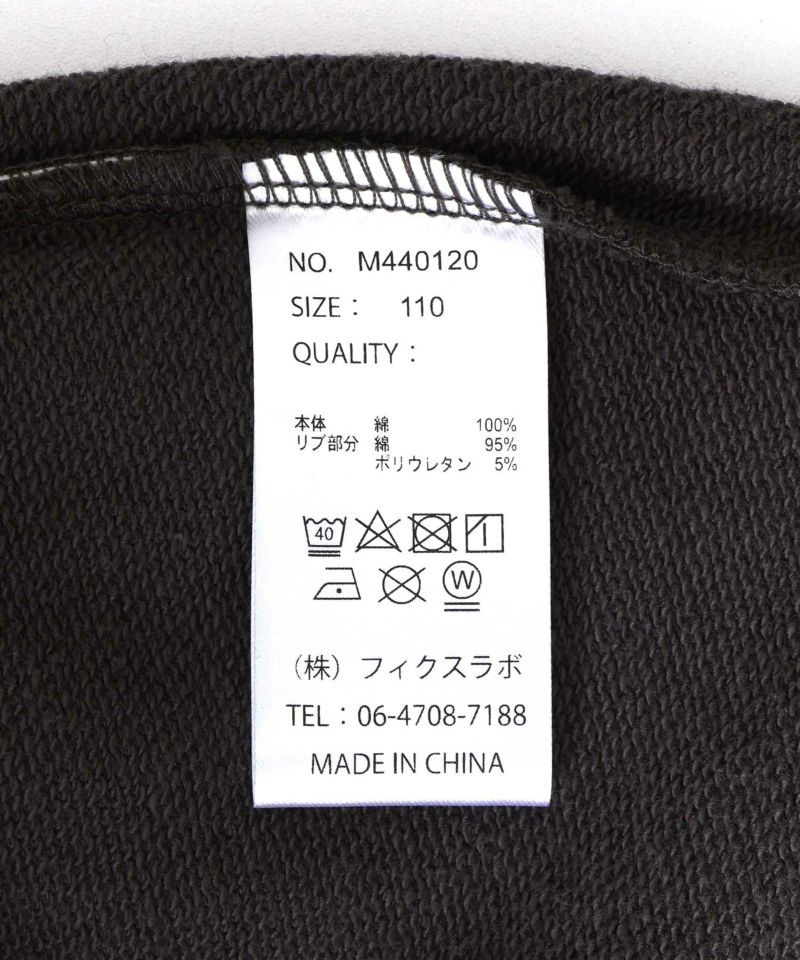 NO. M440120
SIZE： 110
QUALITY：
本体 綿 100%
リブ部分 綿 95%
ポリウレタン 5%
40
W
（株）フィクスラボ
TEL：06-4708-7188
MADE IN CHINA